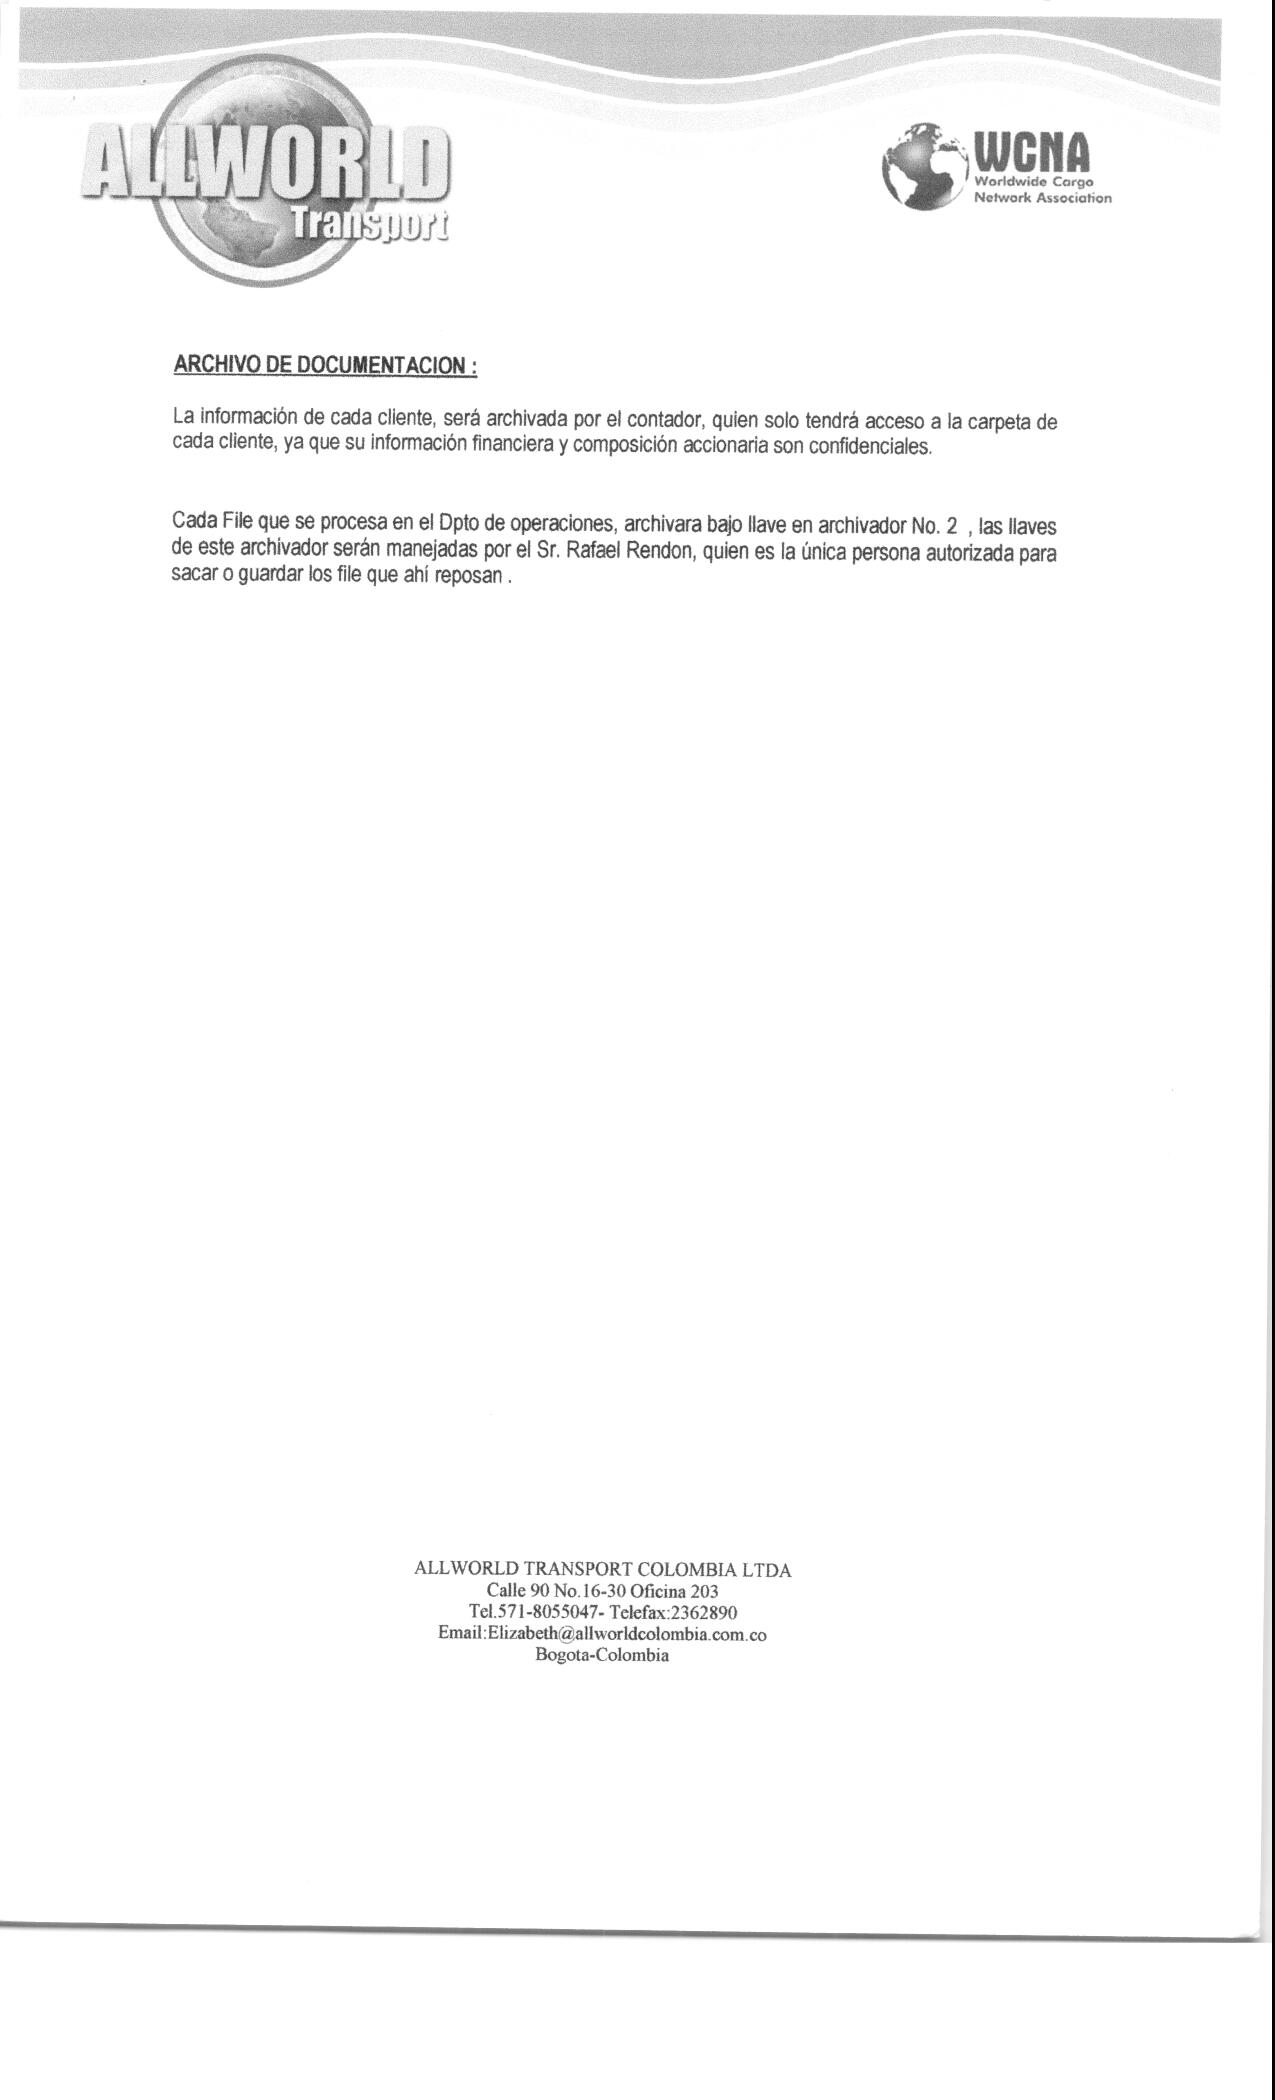 ALLWORLD
Transport
WCNA
Worldwide Cargo
Network Association
ARCHIVO DE DOCUMENTACION :
La información de cada cliente, será archivada por el contador, quien solo tendrá acceso a la carpeta de
cada cliente, ya que su información financiera y composición accionaria son confidenciales.
Cada File que se procesa en el Dpto de operaciones, archivara bajo llave en archivador No. 2 , las llaves
de este archivador serán manejadas por el Sr. Rafael Rendon, quien es la única persona autorizada para
sacar o guardar los file que ahí reposan .
ALLWORLD TRANSPORT COLOMBIA LTDA
Calle 90 No.16-30 Oficina 203
Tel.571-8055047- Telefax:2362890
Email:Elizabeth@allworldcolombia.com.co
Bogota-Colombia